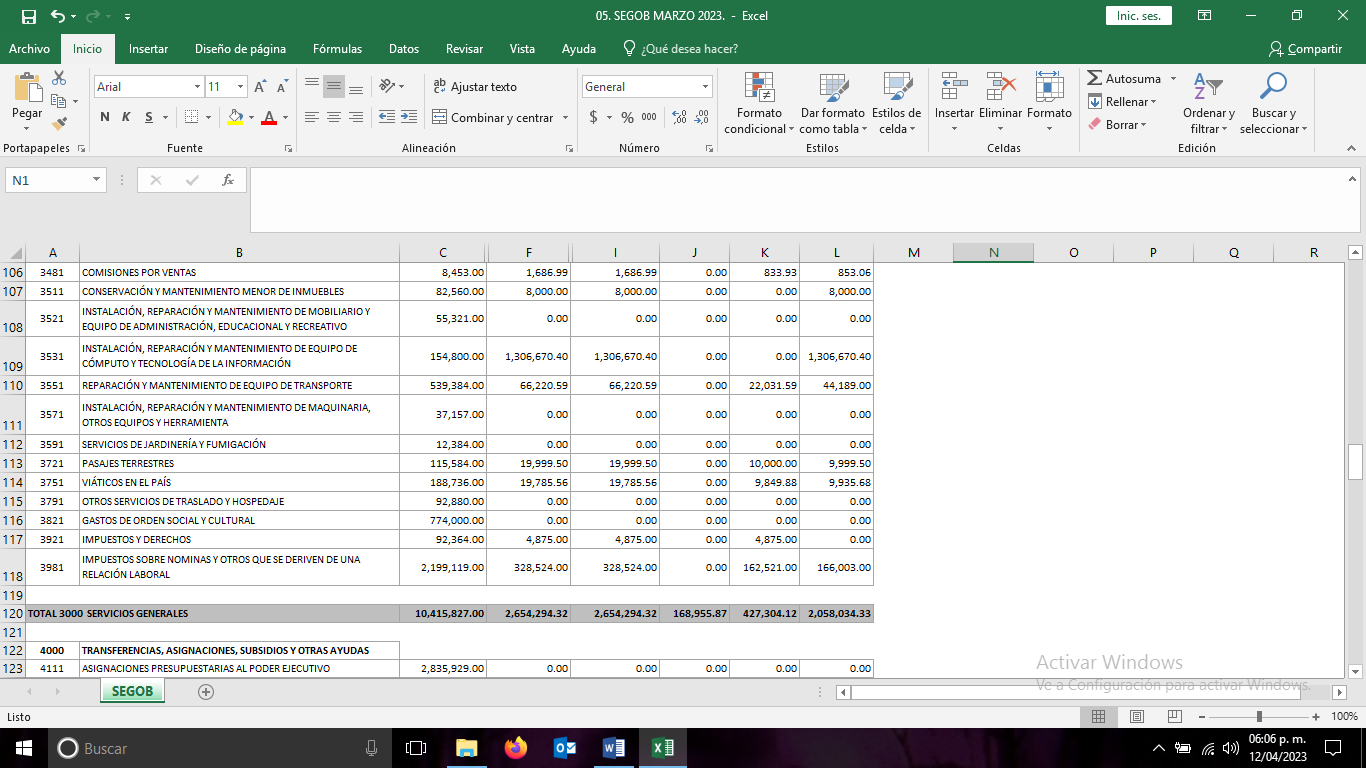 05. SEGOB MARZO 2023. - Excel
Inic. ses.
Archivo Inicio Insertar Diseño de página Fórmulas Datos Revisar Vista Ayuda ¿Qué desea hacer? Compartir
Arial 11 Ajustar texto General Autosuma
Pegar Rellenar
N K S Combinar y centrar $ % 000 Borrar
Formato condicional Dar formato como tabla Estilos de celda Insertar Eliminar Formato Ordenar y filtrar Buscar y seleccionar
Portapapeles Fuente Alineación Número Estilos Celdas Edición
N1 fx
A B C F I J K L M N O P Q R
106 3481 COMISIONES POR VENTAS 8,453.00 1,686.99 1,686.99 0.00 833.93 853.06
107 3511 CONSERVACIÓN Y MANTENIMIENTO MENOR DE INMUEBLES 82,560.00 8,000.00 8,000.00 0.00 0.00 8,000.00
108 3521 INSTALACIÓN, REPARACIÓN Y MANTENIMIENTO DE MOBILIARIO Y
EQUIPO DE ADMINISTRACIÓN, EDUCACIONAL Y RECREATIVO 55,321.00 0.00 0.00 0.00 0.00 0.00
109 3531 INSTALACIÓN, REPARACIÓN Y MANTENIMIENTO DE EQUIPO DE
CÓMPUTO Y TECNOLOGÍA DE LA INFORMACIÓN 154,800.00 1,306,670.40 1,306,670.40 0.00 0.00 1,306,670.40
110 3551 REPARACIÓN Y MANTENIMIENTO DE EQUIPO DE TRANSPORTE 539,384.00 66,220.59 66,220.59 0.00 22,031.59 44,189.00
111 3571 INSTALACIÓN, REPARACIÓN Y MANTENIMIENTO DE MAQUINARIA,
OTROS EQUIPOS Y HERRAMIENTA 37,157.00 0.00 0.00 0.00 0.00 0.00
112 3591 SERVICIOS DE JARDINERÍA Y FUMIGACIÓN 12,384.00 0.00 0.00 0.00 0.00 0.00
113 3721 PASAJES TERRESTRES 115,584.00 19,999.50 19,999.50 0.00 10,000.00 9,999.50
114 3751 VIÁTICOS EN EL PAÍS 188,736.00 19,785.56 19,785.56 0.00 9,849.88 9,935.68
115 3791 OTROS SERVICIOS DE TRASLADO Y HOSPEDAJE 92,880.00 0.00 0.00 0.00 0.00 0.00
116 3821 GASTOS DE ORDEN SOCIAL Y CULTURAL 774,000.00 0.00 0.00 0.00 0.00 0.00
117 3921 IMPUESTOS Y DERECHOS 92,364.00 4,875.00 4,875.00 0.00 4,875.00 0.00
118 3981 IMPUESTOS SOBRE NOMINAS Y OTROS QUE SE DERIVEN DE UNA
RELACIÓN LABORAL 2,199,119.00 328,524.00 328,524.00 0.00 162,521.00 166,003.00
119
120 TOTAL 3000 SERVICIOS GENERALES 10,415,827.00 2,654,294.32 2,654,294.32 168,955.87 427,304.12 2,058,034.33
121
122 4000 TRANSFERENCIAS, ASIGNACIONES, SUBSIDIOS Y OTRAS AYUDAS
123 4111 ASIGNACIONES PRESUPUESTARIAS AL PODER EJECUTIVO 2,835,929.00 0.00 0.00 0.00 0.00 0.00
Activar Windows
Ve a Configuración para activar Windows.
SEGOB
Listo 100%
Buscar
06:06 p. m.
12/04/2023